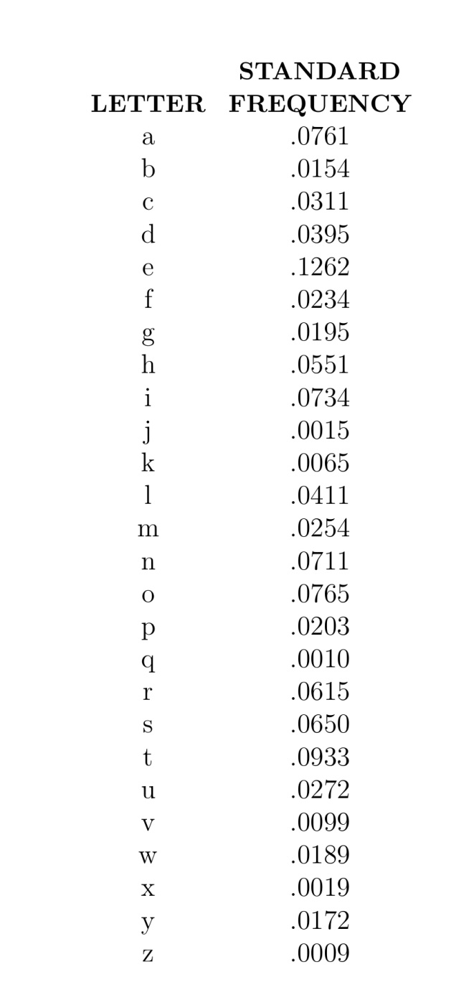 STANDARD
LETTER FREQUENCY
a .0761
b .0154
c .0311
d .0395
e .1262
f .0234
g .0195
h .0551
i .0734
j .0015
k .0065
l .0411
m .0254
n .0711
o .0765
p .0203
q .0010
r .0615
s .0650
t .0933
u .0272
v .0099
w .0189
x .0019
y .0172
z .0009